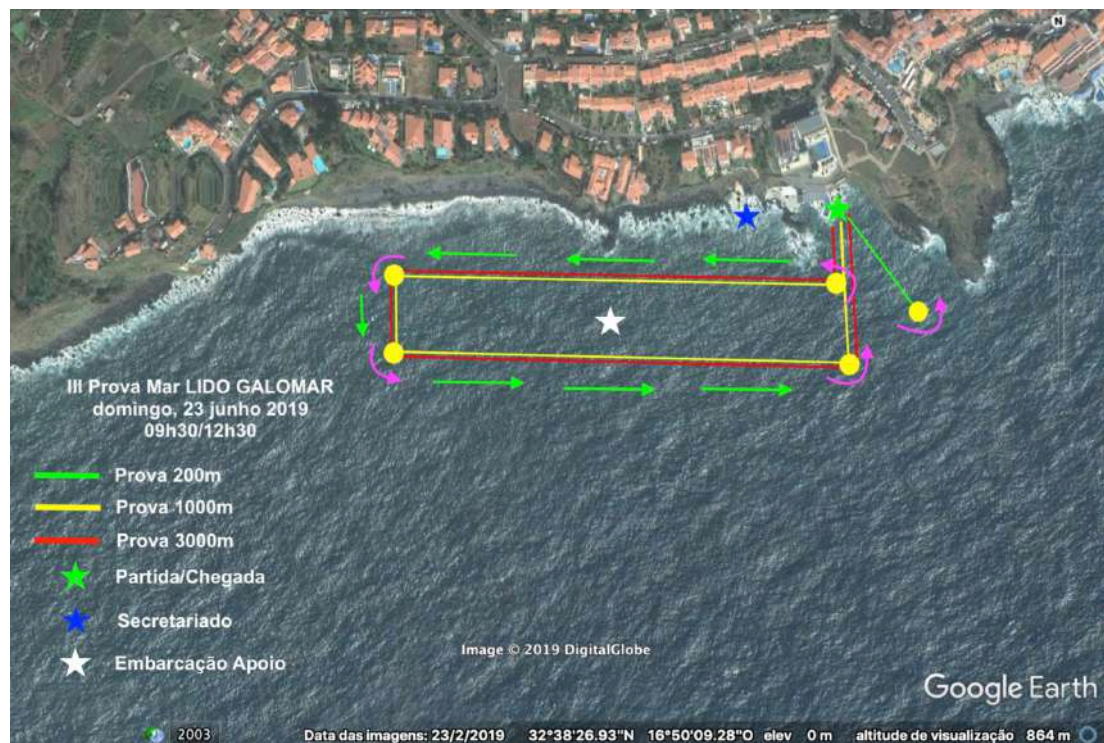 N
III Prova Mar LIDO GALOMAR
domingo, 23 junho 2019
09h30/12h30
Prova 200m
Prova 1000m
Prova 3000m
Partida/Chegada
Secretariado
Embarcação Apoio
Image © 2019 DigitalGlobe
Google Earth
2003 Data das imagens: 23/2/2019 32°38'26.93"N 16°50'09.28"O elev 0 m altitude de visualização 864 m